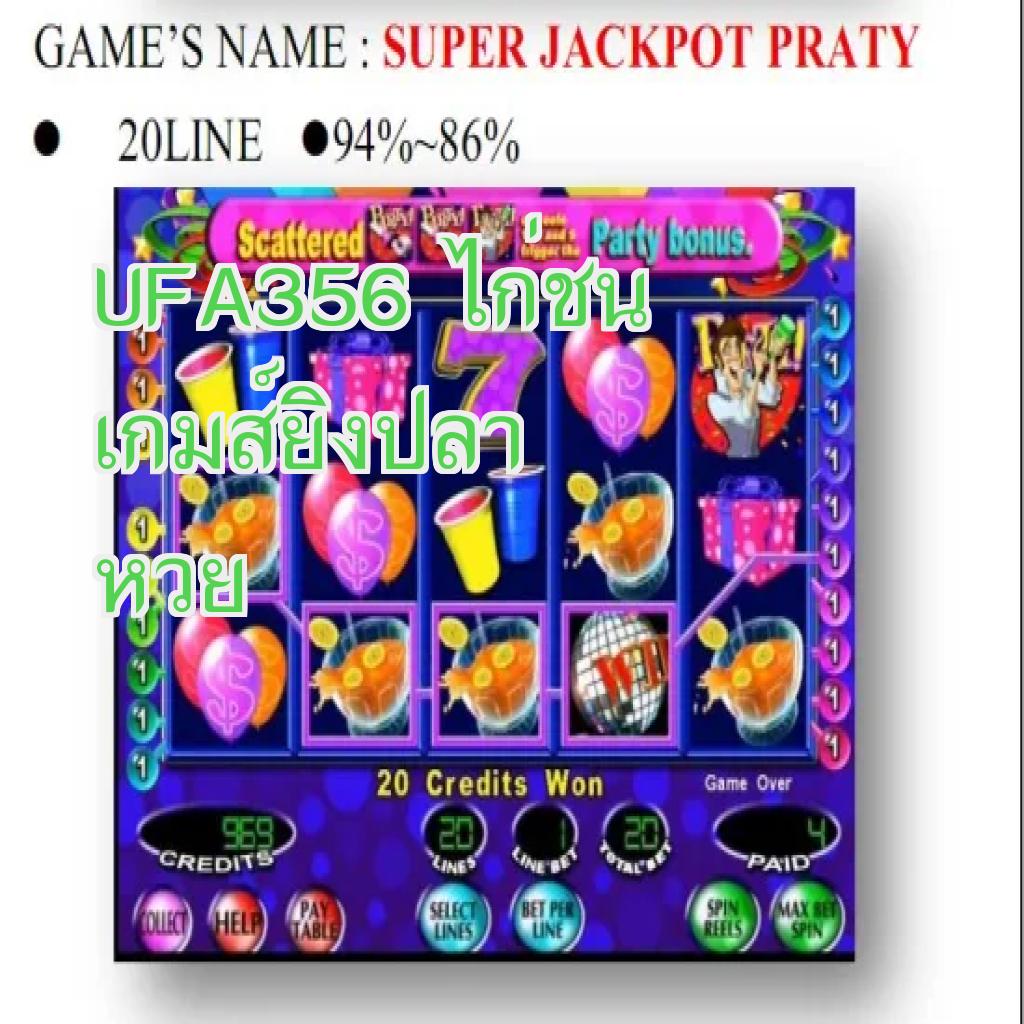 GAME'S NAME : SUPER JACKPOT PRATY
● 20LINE ●94%~86%
Scattered Party bonus.
UFA356 ไก่ชน
เกมส์ยิงปลา
หวย
20 Credits Won
Game Over
969 20 1 20 4
CREDITS LINES LINE BET TOTAL BET PAID
COLLECT HELP PAY TABLE SELECT LINES BET PER LINE SPIN REELS MAX BET SPIN